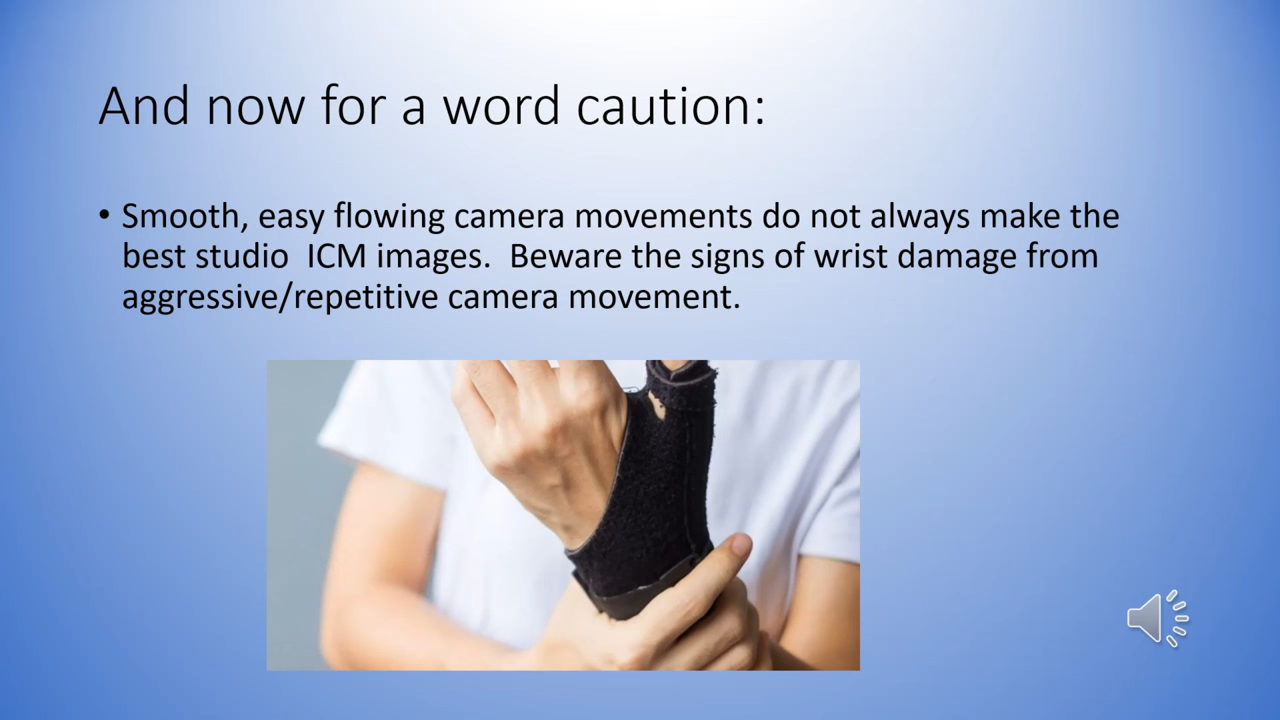 And now for a word caution:
• Smooth, easy flowing camera movements do not always make the
best studio  ICM images.  Beware the signs of wrist damage from
aggressive/repetitive camera movement.